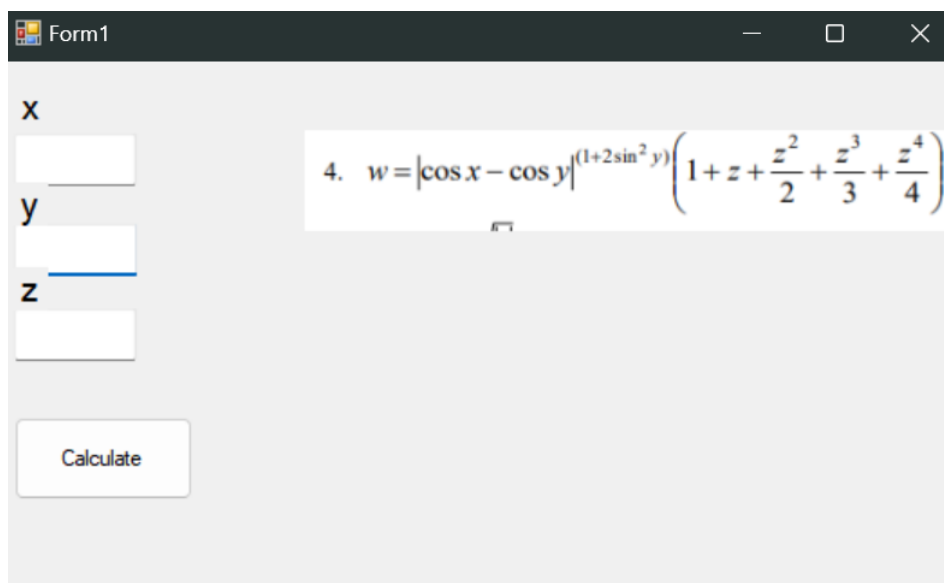 Form1
x
4. w = |cos x − cos y|^(1+2sin² y) (1 + z + z²/2 + z³/3 + z⁴/4)
y
z
Calculate